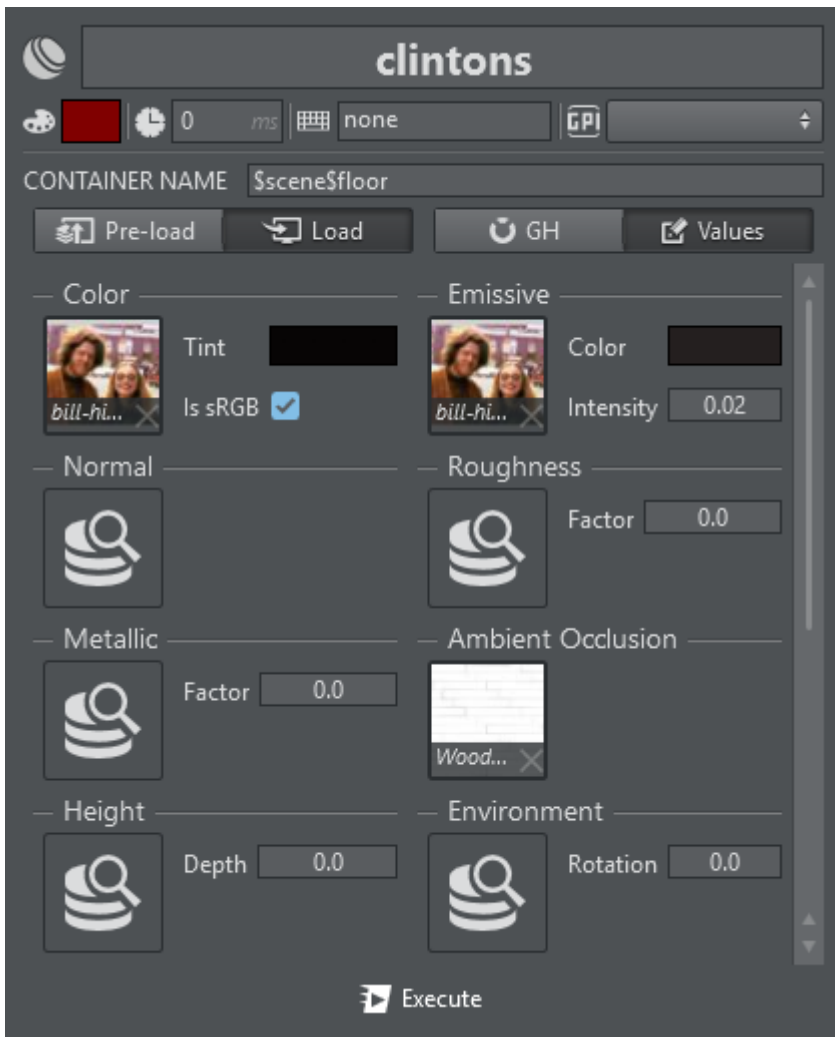 clintons
0 ms none GPI
CONTAINER NAME $scene$floor
Pre-load Load GH Values
Color Emissive
Tint Color
bill-hi... Is sRGB bill-hi... Intensity 0.02
Normal Roughness
Factor 0.0
Metallic Ambient Occlusion
Factor 0.0
Wood...
Height Environment
Depth 0.0 Rotation 0.0
Execute